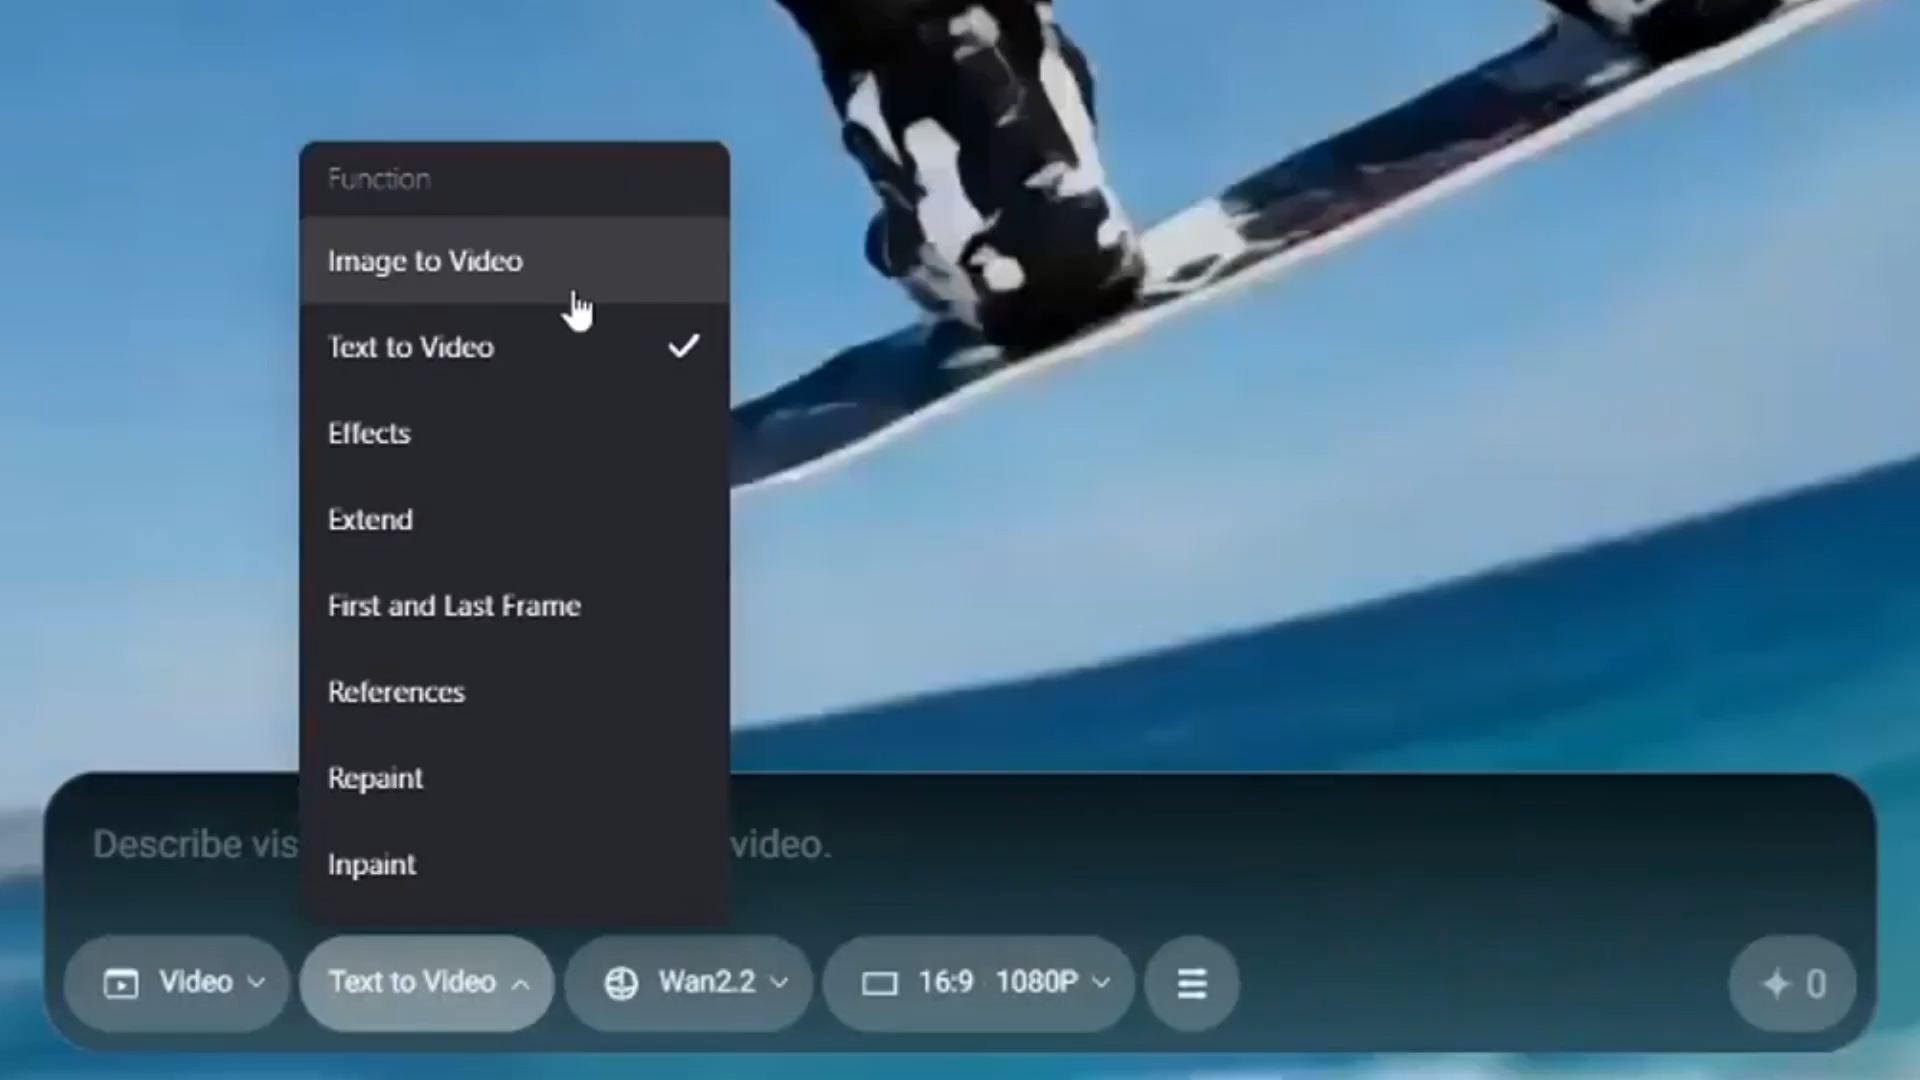 Function
Image to Video
Text to Video
Effects
Extend
First and Last Frame
References
Repaint
Inpaint
Describe vis video.
Video Text to Video Wan2.2 16:9 1080P 0